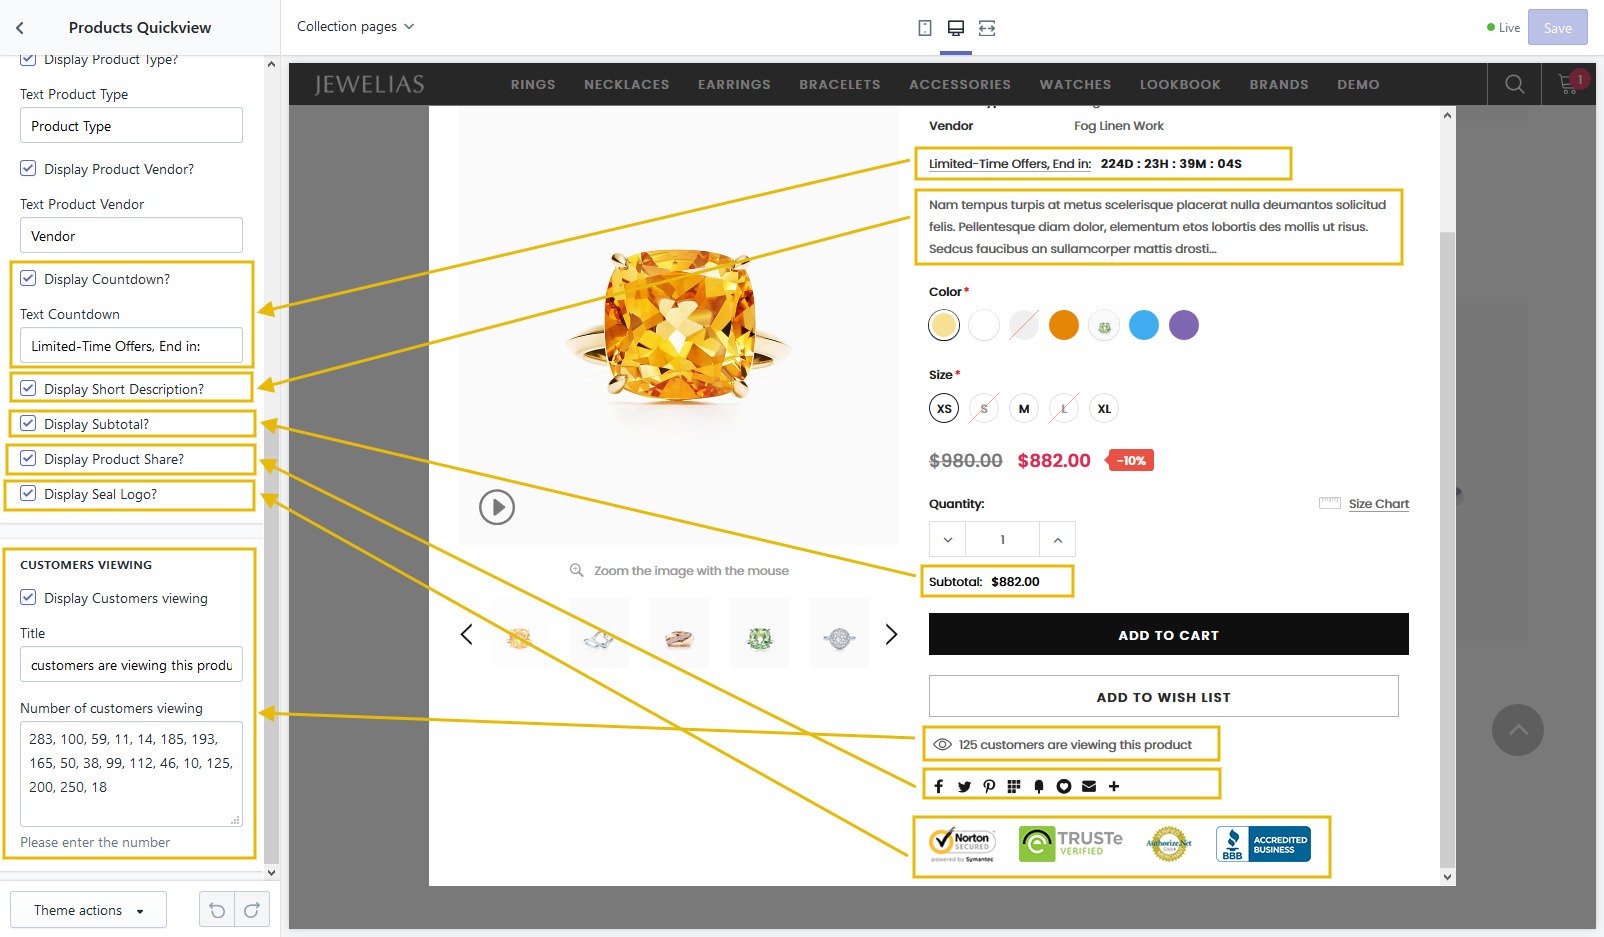 Products Quickview
Collection pages
Live
Save
Display Product Type?
Text Product Type
Product Type
Display Product Vendor?
Text Product Vendor
Vendor
Display Countdown?
Text Countdown
Limited-Time Offers, End in:
Display Short Description?
Display Subtotal?
Display Product Share?
Display Seal Logo?
CUSTOMERS VIEWING
Display Customers viewing
Title
customers are viewing this produ
Number of customers viewing
283, 100, 59, 11, 14, 185, 193,
165, 50, 38, 99, 112, 46, 10, 125,
200, 250, 18
Please enter the number
Theme actions
JEWELIAS
RINGS NECKLACES EARRINGS BRACELETS ACCESSORIES WATCHES LOOKBOOK BRANDS DEMO
1
Vendor Fog Linen Work
Limited-Time Offers, End in: 224D : 23H : 39M : 04S
Nam tempus turpis at metus scelerisque placerat nulla deumantos solicitud
felis. Pellentesque diam dolor, elementum etos lobortis des mollis ut risus.
Sedcus faucibus an sullamcorper mattis drosti...
Color*
Size*
XS S M L XL
$980.00 $882.00 -10%
Quantity:
Size Chart
1
Zoom the image with the mouse
Subtotal: $882.00
ADD TO CART
ADD TO WISH LIST
125 customers are viewing this product
Norton
SECURED
powered by Symantec
TRUSTe
VERIFIED
Authorize.Net
BBB
ACCREDITED
BUSINESS